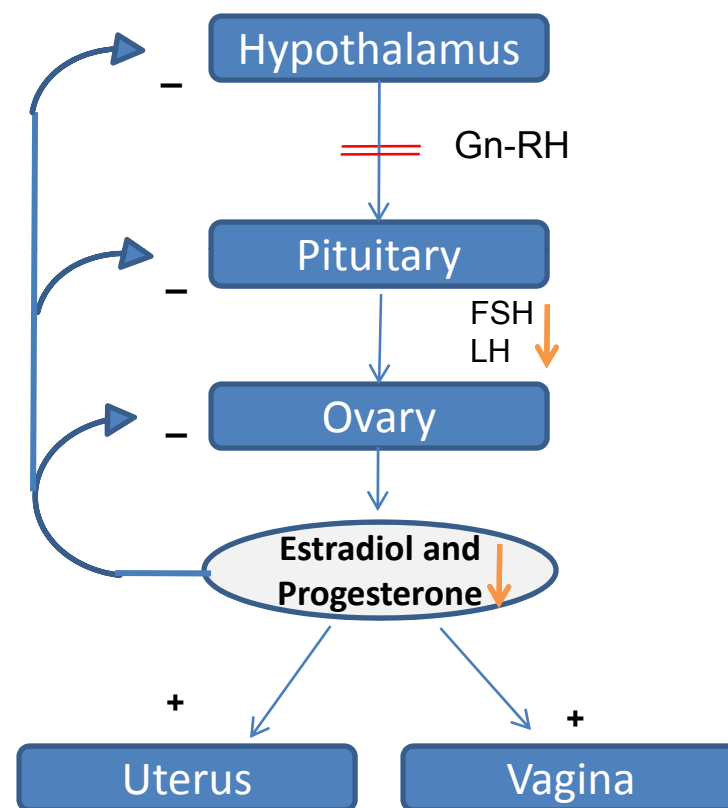 Hypothalamus
–
Gn-RH
Pituitary
–
FSH
LH
Ovary
–
Estradiol and
Progesterone
+
+
Uterus
Vagina